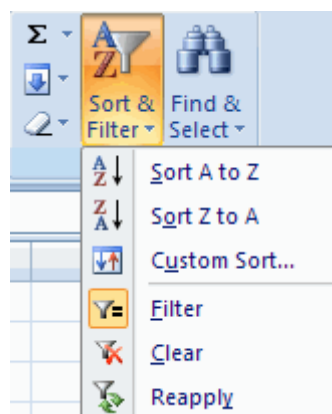 Σ
Sort & Filter
Find & Select
Sort A to Z
Sort Z to A
Custom Sort...
Filter
Clear
Reapply